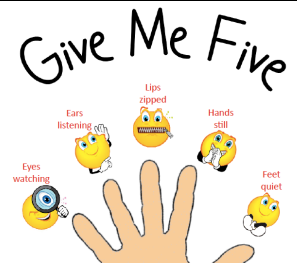 Give Me Five
Lips
zipped
Ears
listening
Hands
still
Eyes
watching
Feet
quiet